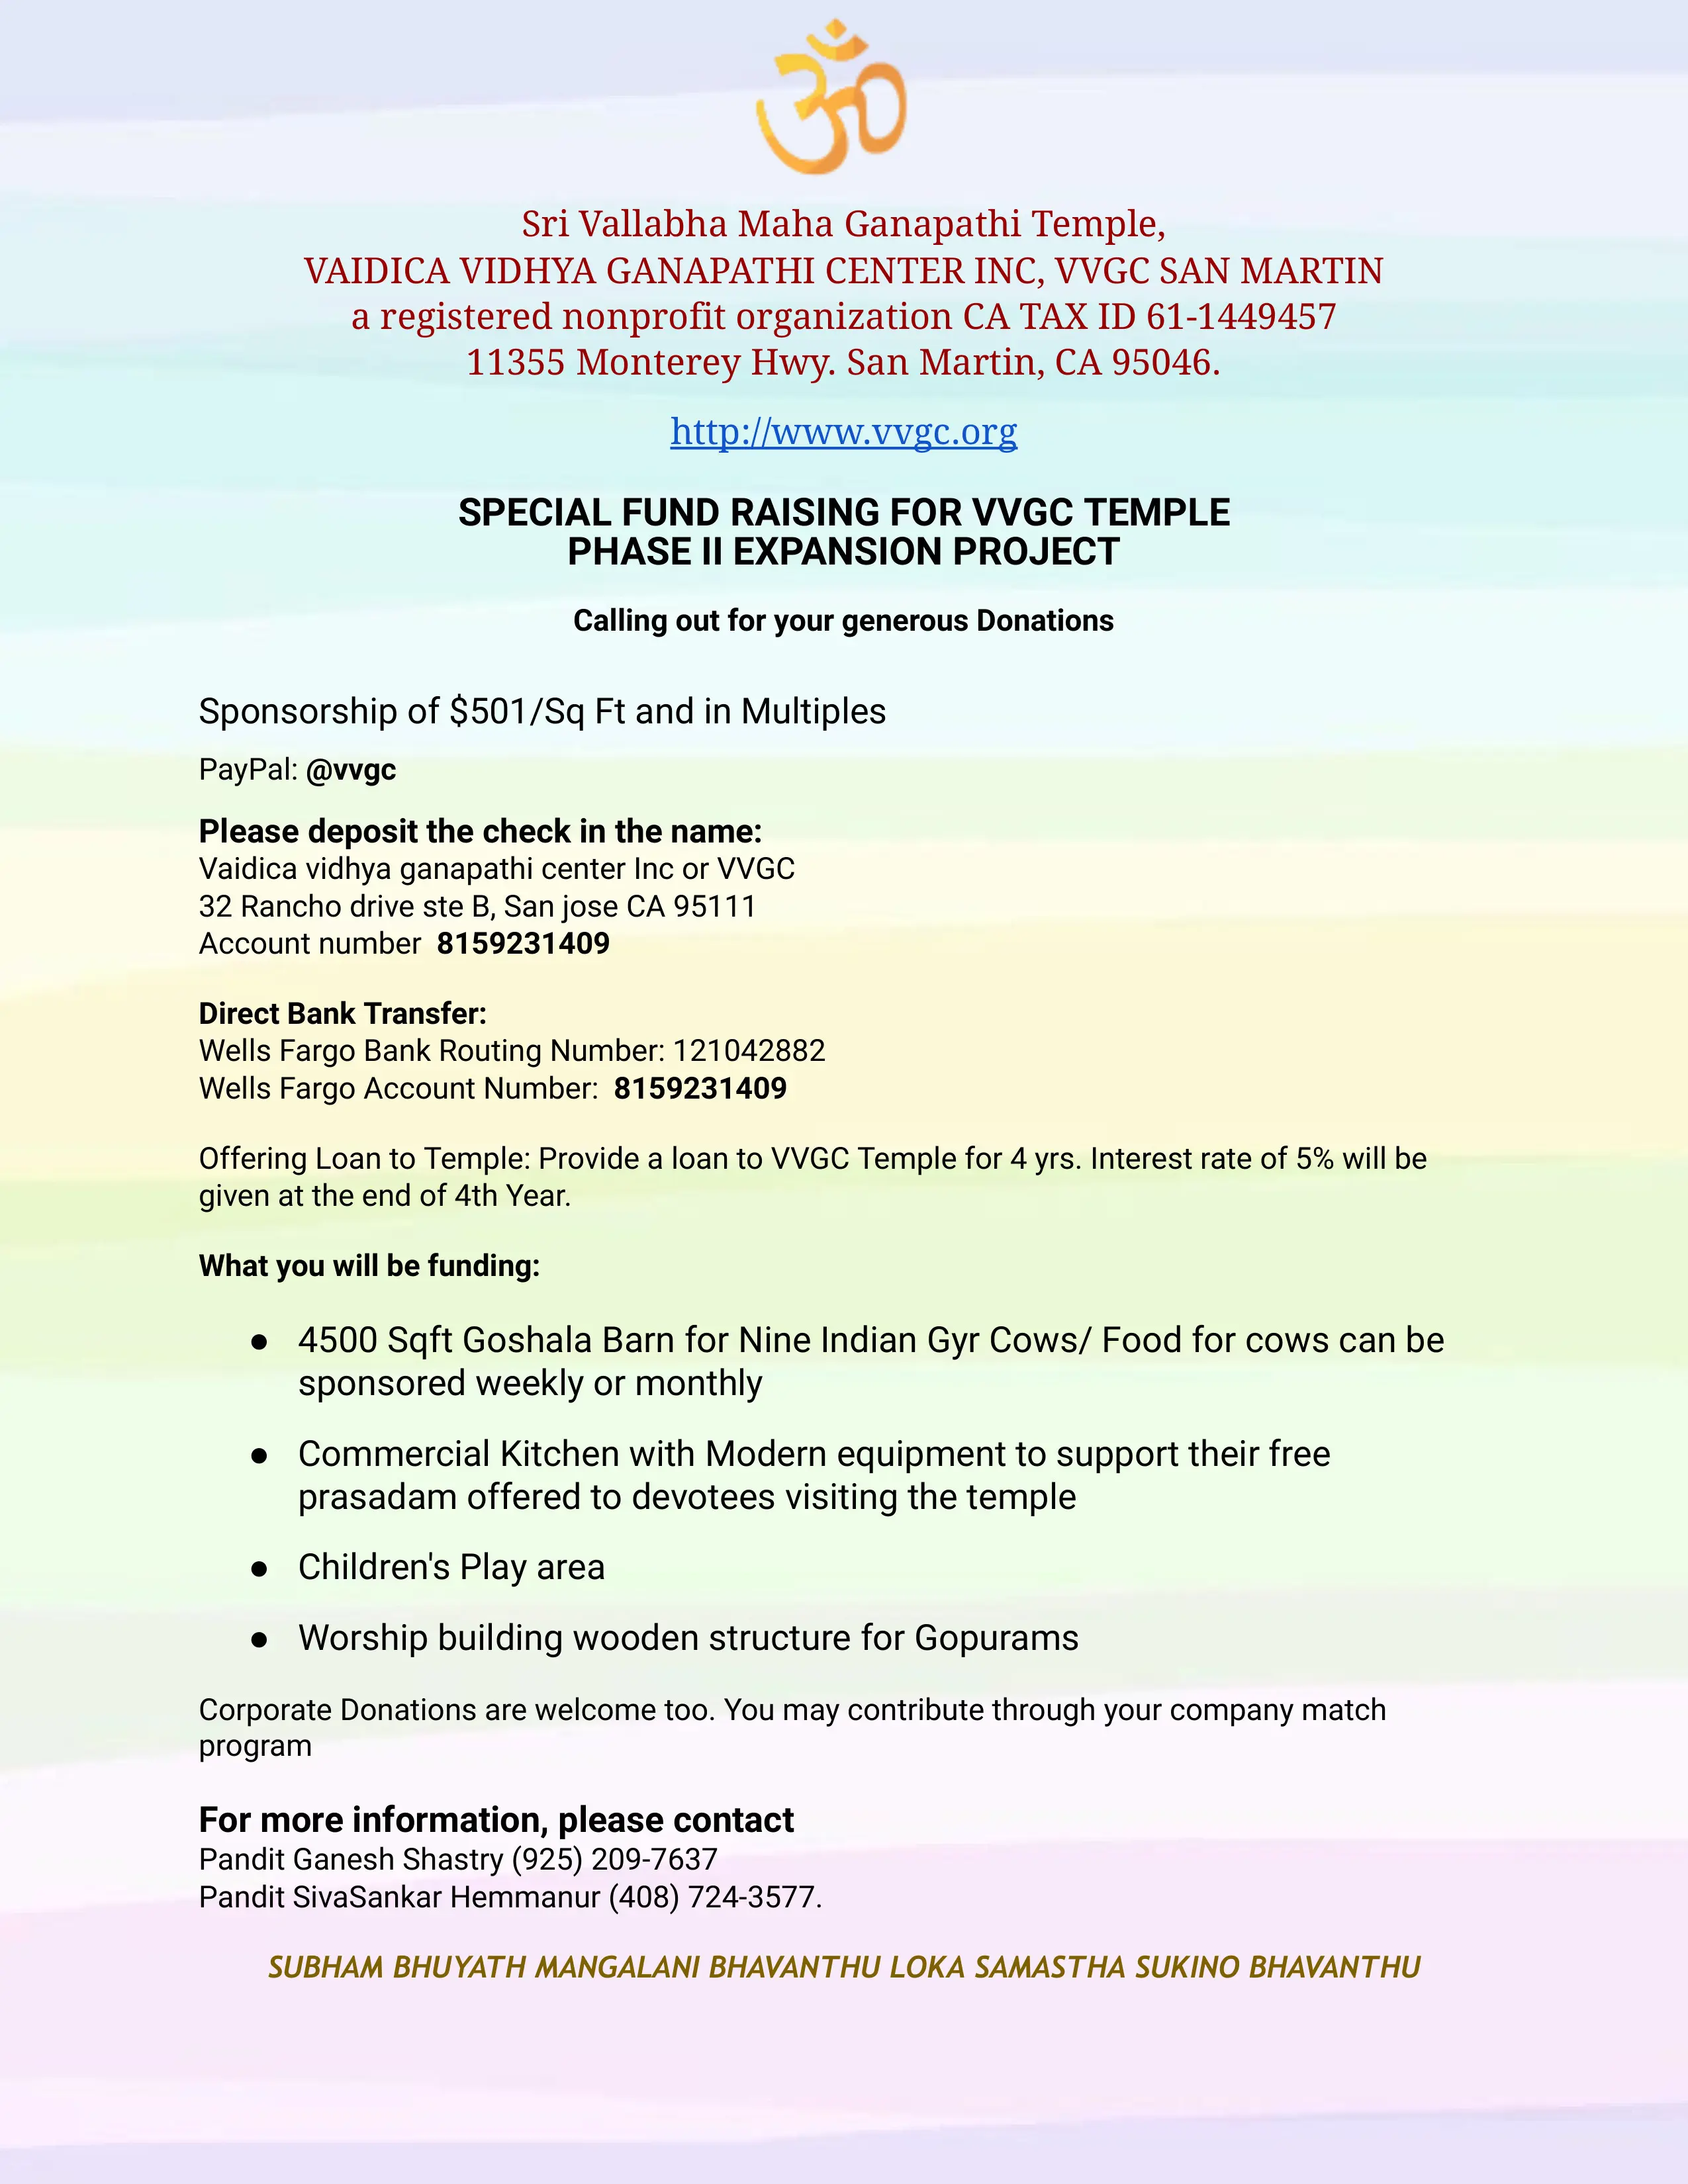 ॐ
Sri Vallabha Maha Ganapathi Temple,
VAIDICA VIDHYA GANAPATHI CENTER INC, VVGC SAN MARTIN
a registered nonprofit organization CA TAX ID 61-1449457
11355 Monterey Hwy. San Martin, CA 95046.
http://www.vvgc.org
SPECIAL FUND RAISING FOR VVGC TEMPLE
PHASE II EXPANSION PROJECT
Calling out for your generous Donations
Sponsorship of $501/Sq Ft and in Multiples
PayPal: @vvgc
Please deposit the check in the name:
Vaidica vidhya ganapathi center Inc or VVGC
32 Rancho drive ste B, San jose CA 95111
Account number 8159231409
Direct Bank Transfer:
Wells Fargo Bank Routing Number: 121042882
Wells Fargo Account Number: 8159231409
Offering Loan to Temple: Provide a loan to VVGC Temple for 4 yrs. Interest rate of 5% will be
given at the end of 4th Year.
What you will be funding:
● 4500 Sqft Goshala Barn for Nine Indian Gyr Cows/ Food for cows can be
sponsored weekly or monthly
● Commercial Kitchen with Modern equipment to support their free
prasadam offered to devotees visiting the temple
● Children's Play area
● Worship building wooden structure for Gopurams
Corporate Donations are welcome too. You may contribute through your company match
program
For more information, please contact
Pandit Ganesh Shastry (925) 209-7637
Pandit SivaSankar Hemmanur (408) 724-3577.
SUBHAM BHUYATH MANGALANI BHAVANTHU LOKA SAMASTHA SUKINO BHAVANTHU